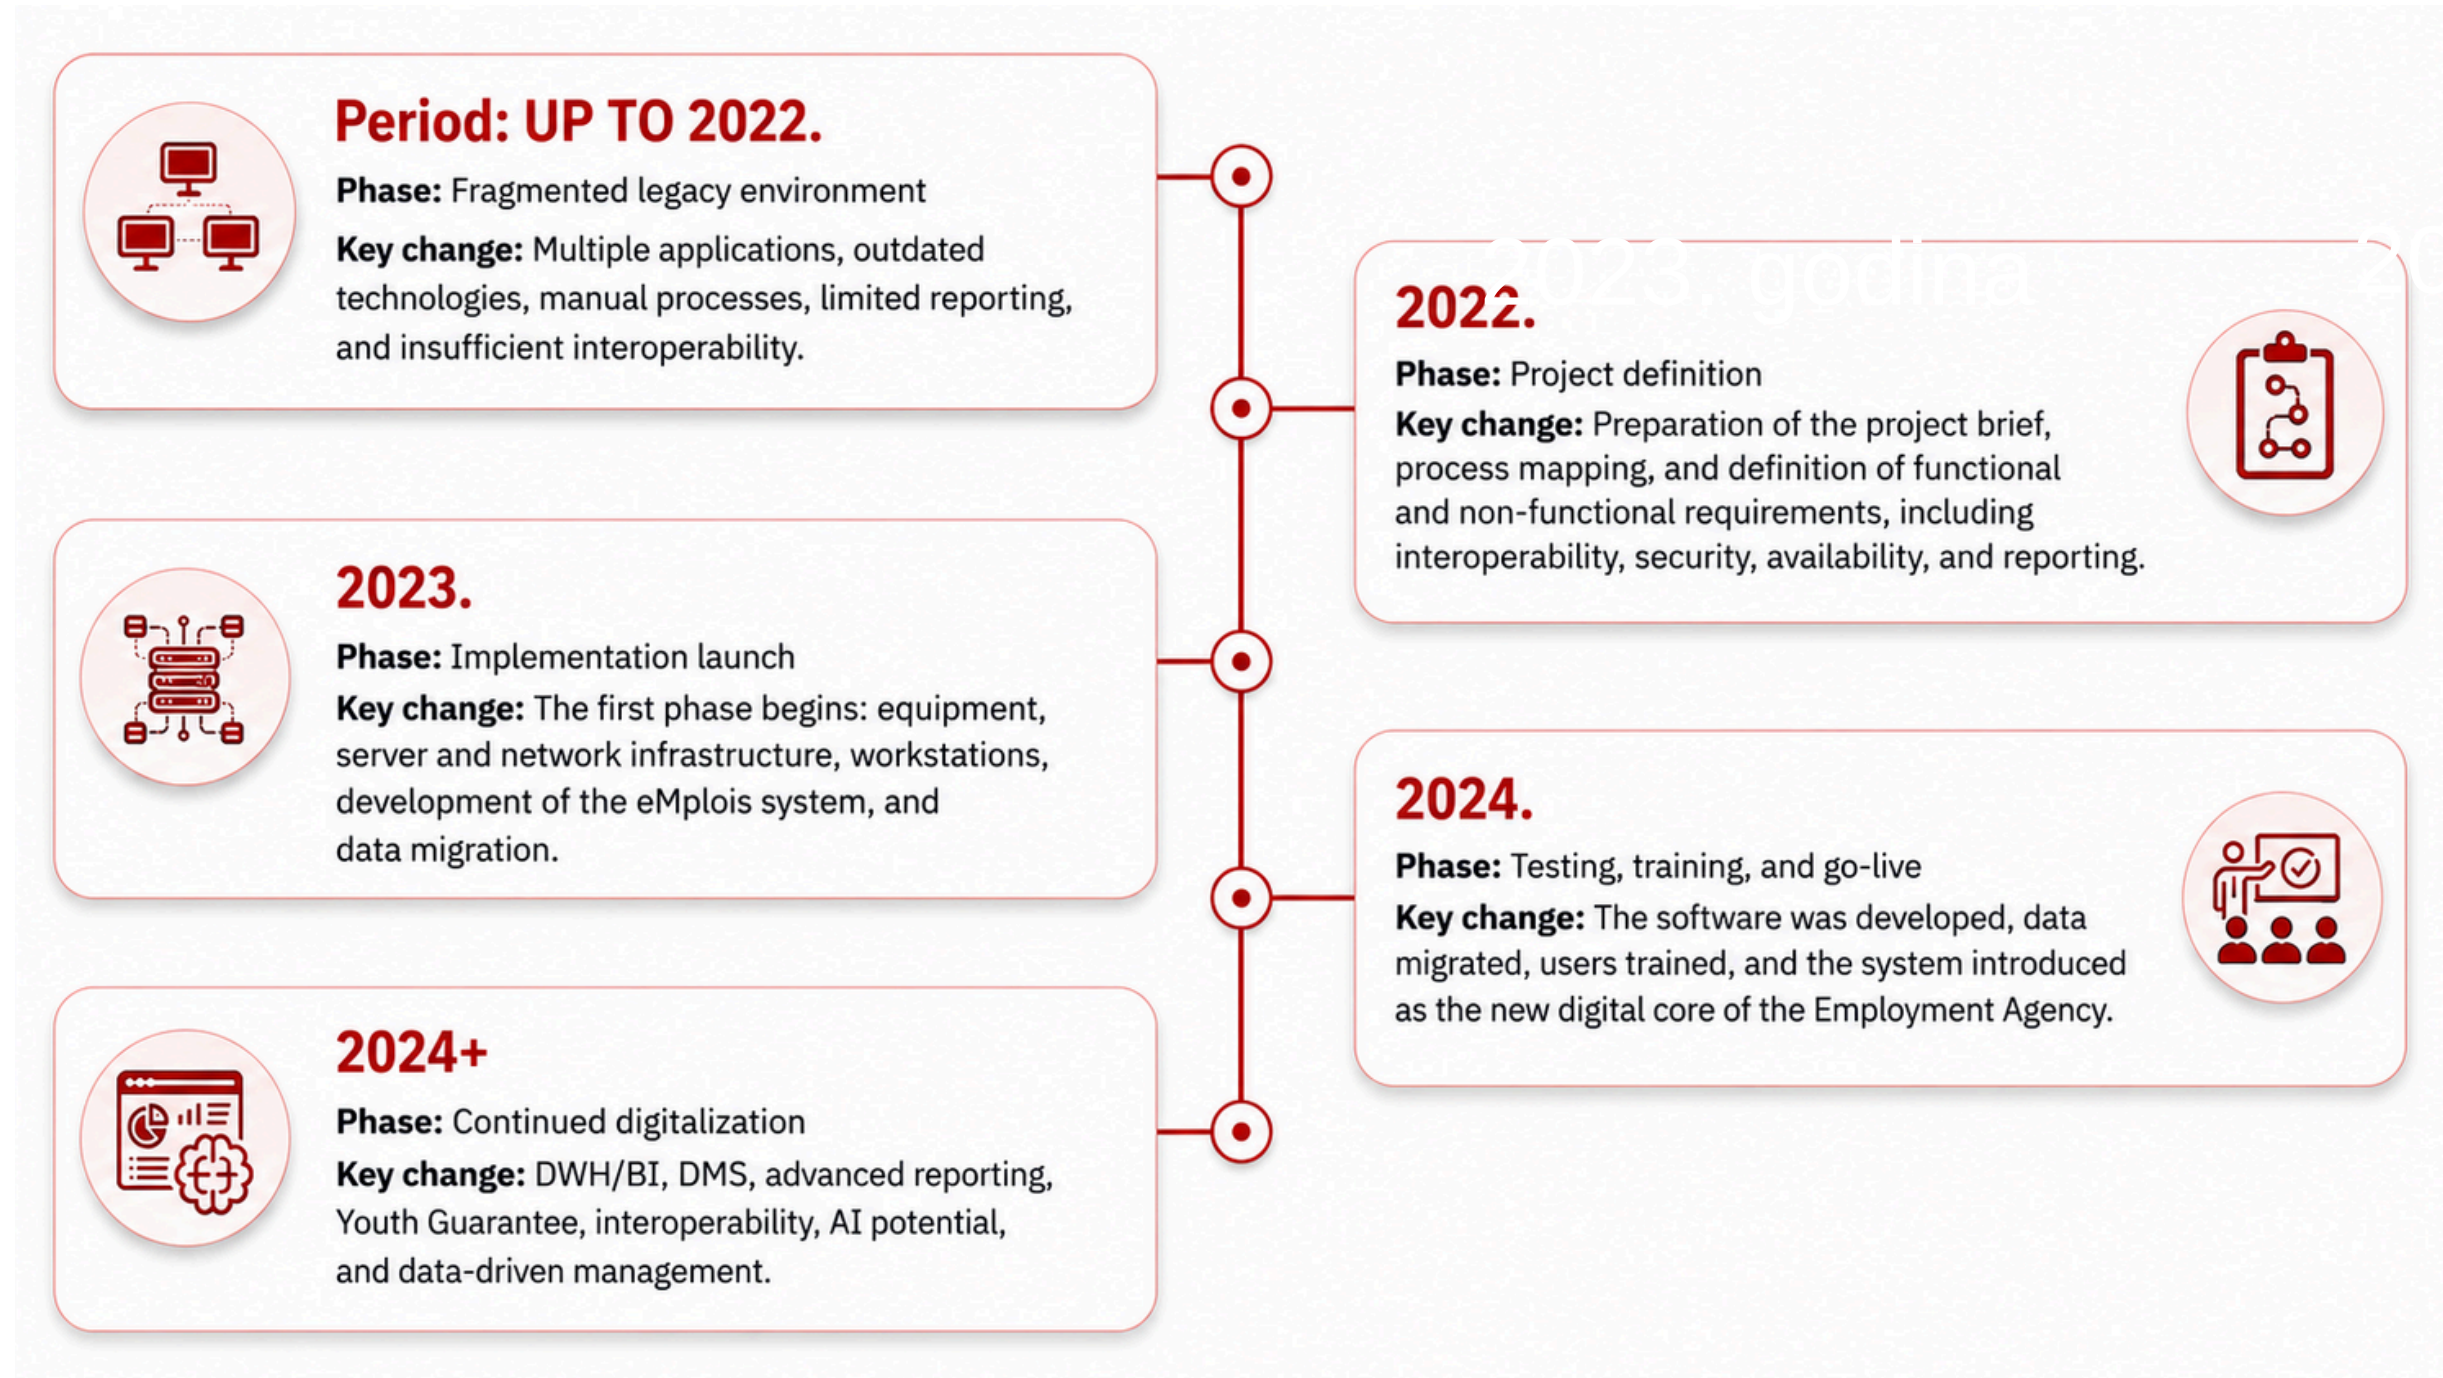 Period: UP TO 2022.
Phase: Fragmented legacy environment
Key change: Multiple applications, outdated
technologies, manual processes, limited reporting,
and insufficient interoperability.
2023. godina
20
2022.
Phase: Project definition
Key change: Preparation of the project brief,
process mapping, and definition of functional
and non-functional requirements, including
interoperability, security, availability, and reporting.
2023.
Phase: Implementation launch
Key change: The first phase begins: equipment,
server and network infrastructure, workstations,
development of the eMplois system, and
data migration.
2024.
Phase: Testing, training, and go-live
Key change: The software was developed, data
migrated, users trained, and the system introduced
as the new digital core of the Employment Agency.
2024+
Phase: Continued digitalization
Key change: DWH/BI, DMS, advanced reporting,
Youth Guarantee, interoperability, AI potential,
and data-driven management.